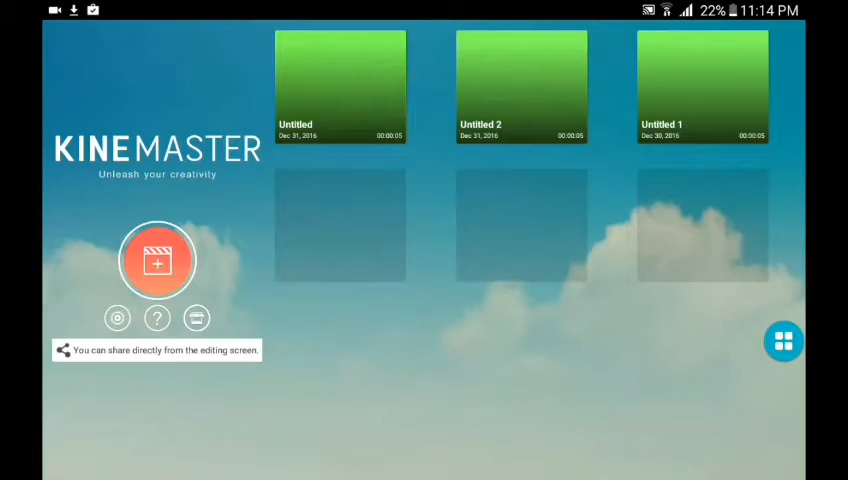 22% 11:14 PM
KINEMASTER
Unleash your creativity
Untitled
Dec 31, 2016 00:00:05
Untitled 2
Dec 31, 2016 00:00:05
Untitled 1
Dec 30, 2016 00:00:05
?
You can share directly from the editing screen.